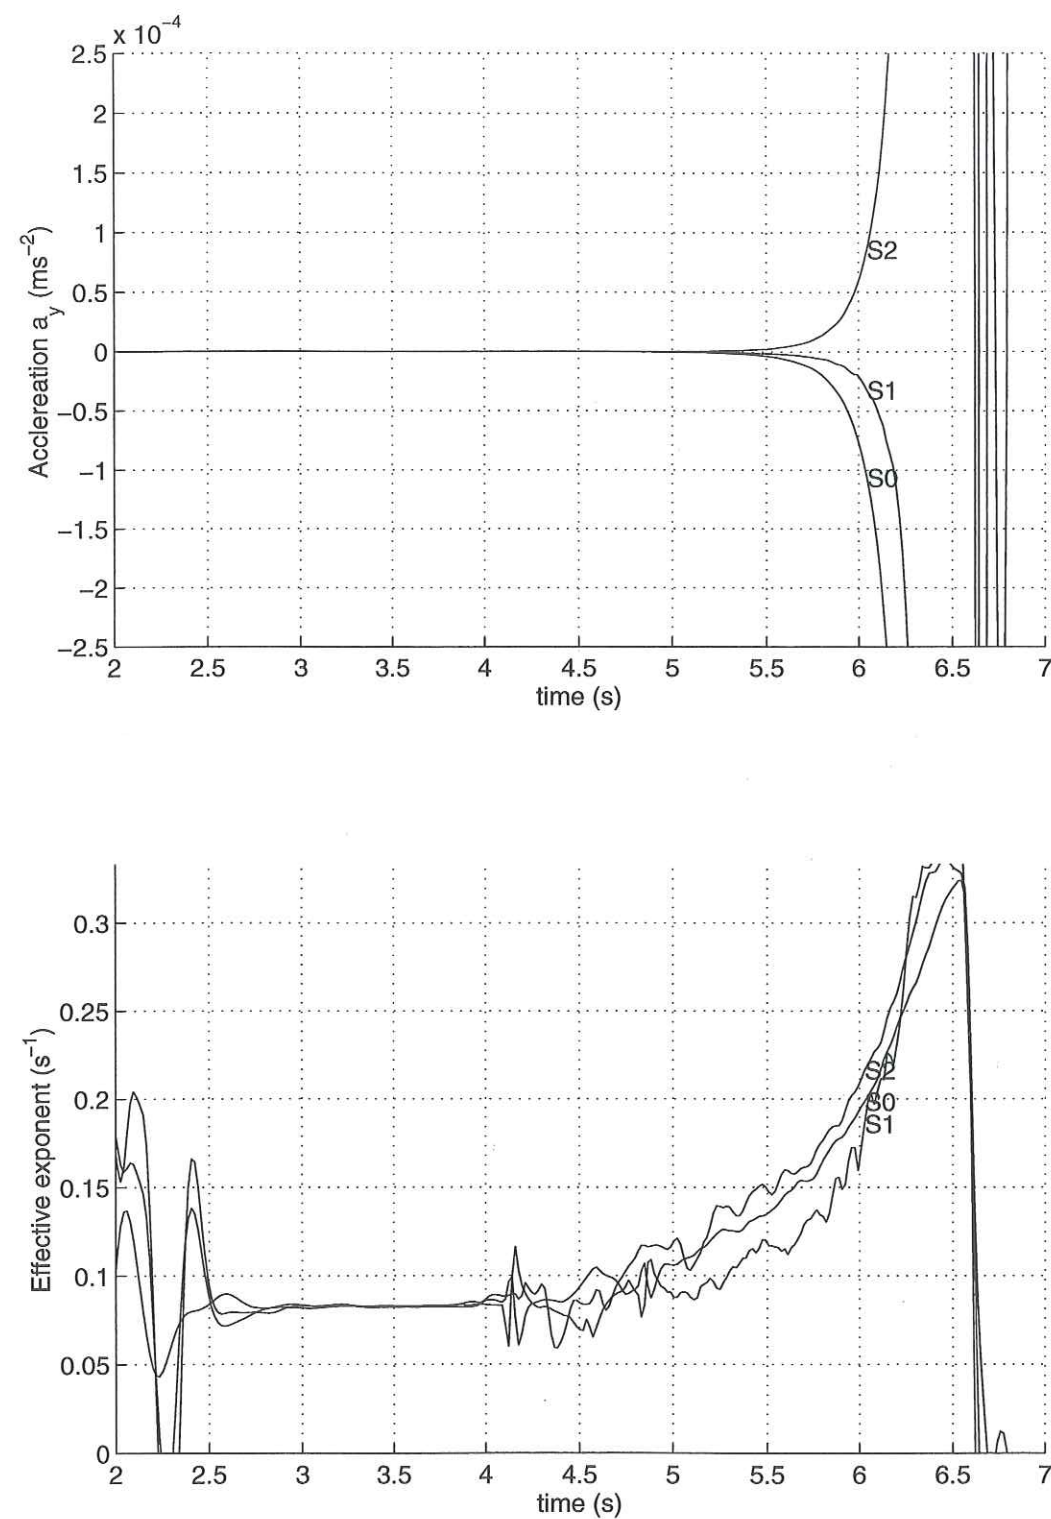 x 10−4
2.5
2
1.5
1
0.5
0
−0.5
−1
−1.5
−2
−2.5
Acclereation ay (ms−2)
S2
S1
S0
2 2.5 3 3.5 4 4.5 5 5.5 6 6.5 7
time (s)
0.3
0.25
0.2
0.15
0.1
0.05
0
Effective exponent (s−1)
S2
S0
S1
2 2.5 3 3.5 4 4.5 5 5.5 6 6.5 7
time (s)